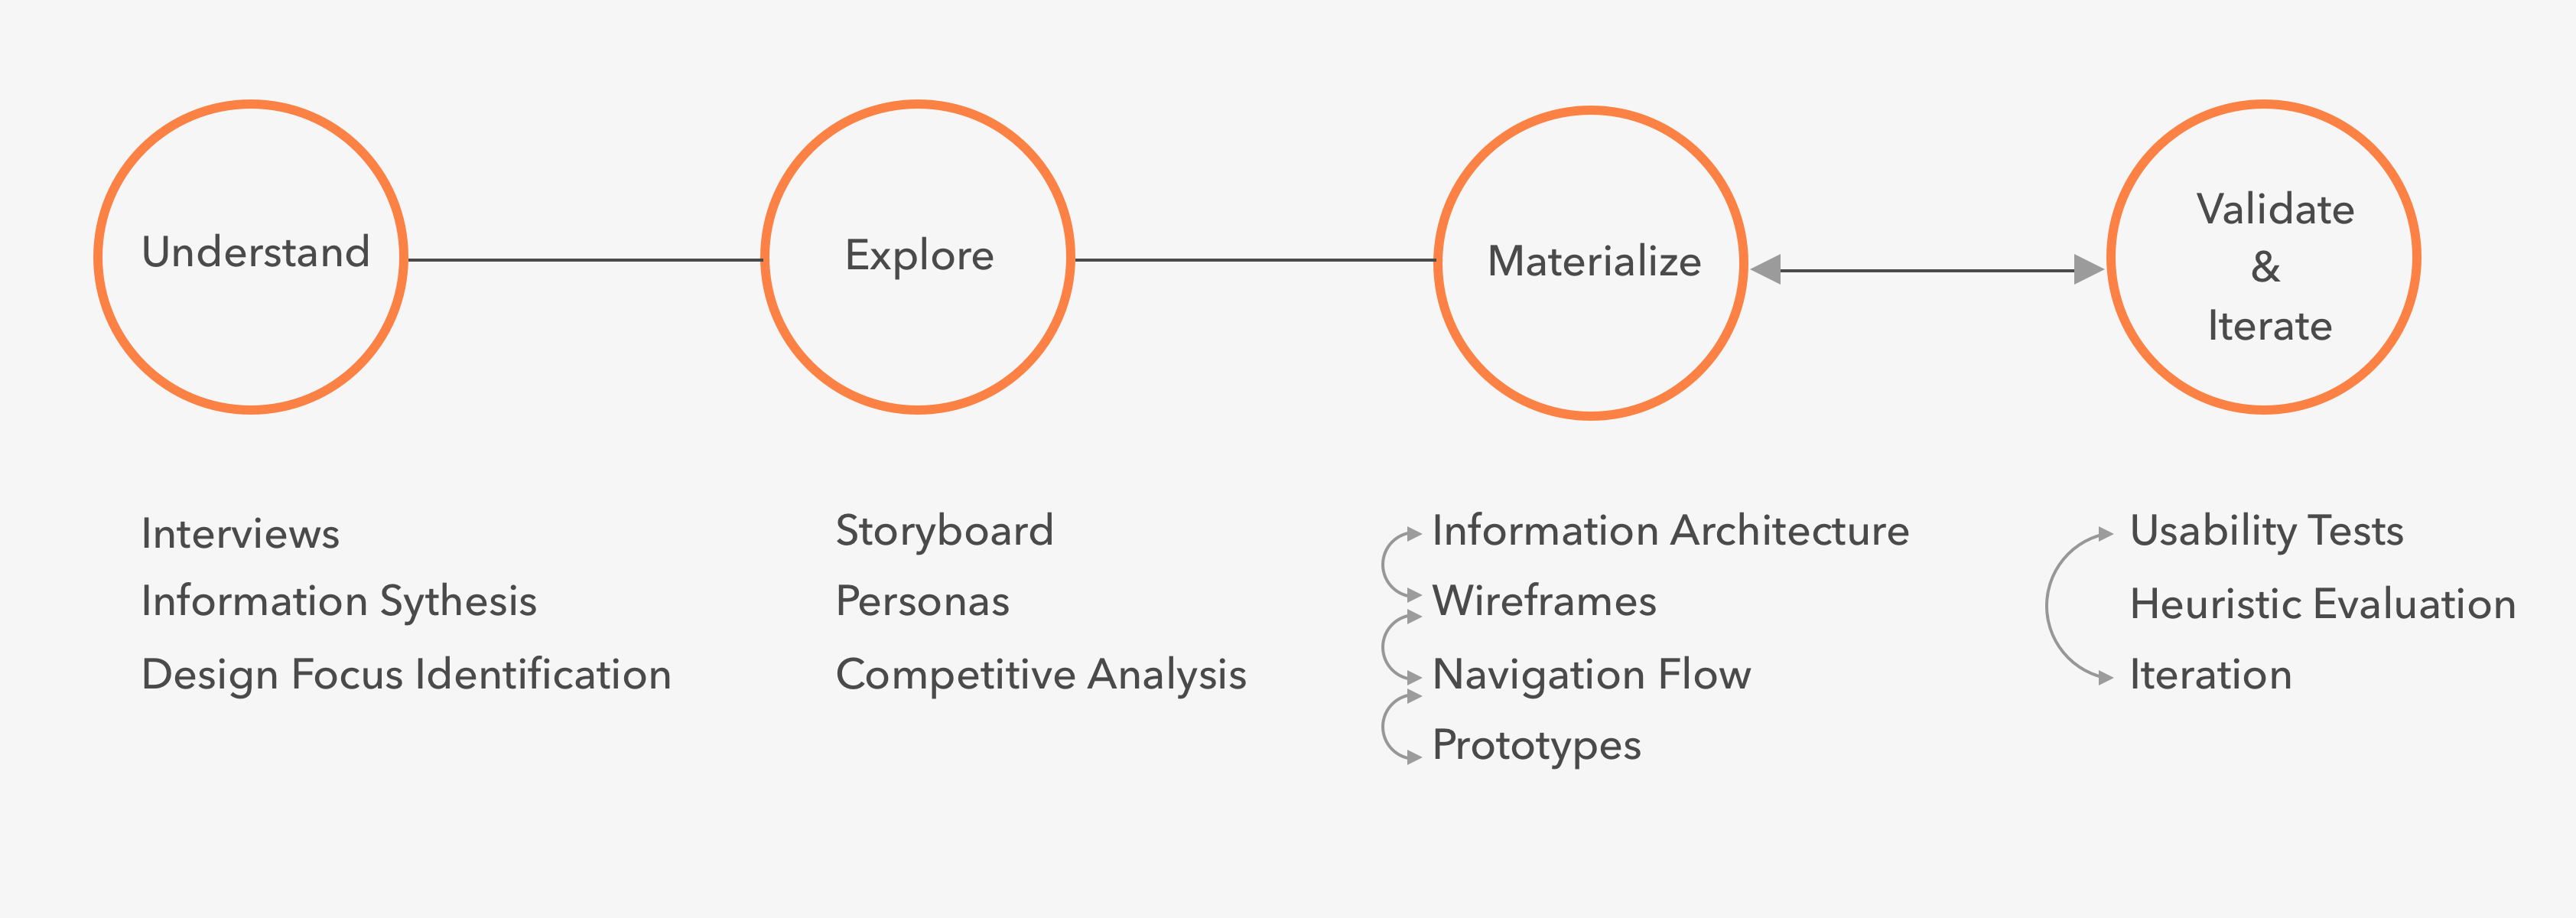 Understand
Explore
Materialize
Validate
&
Iterate
Interviews
Information Sythesis
Design Focus Identification
Storyboard
Personas
Competitive Analysis
Information Architecture
Wireframes
Navigation Flow
Prototypes
Usability Tests
Heuristic Evaluation
Iteration